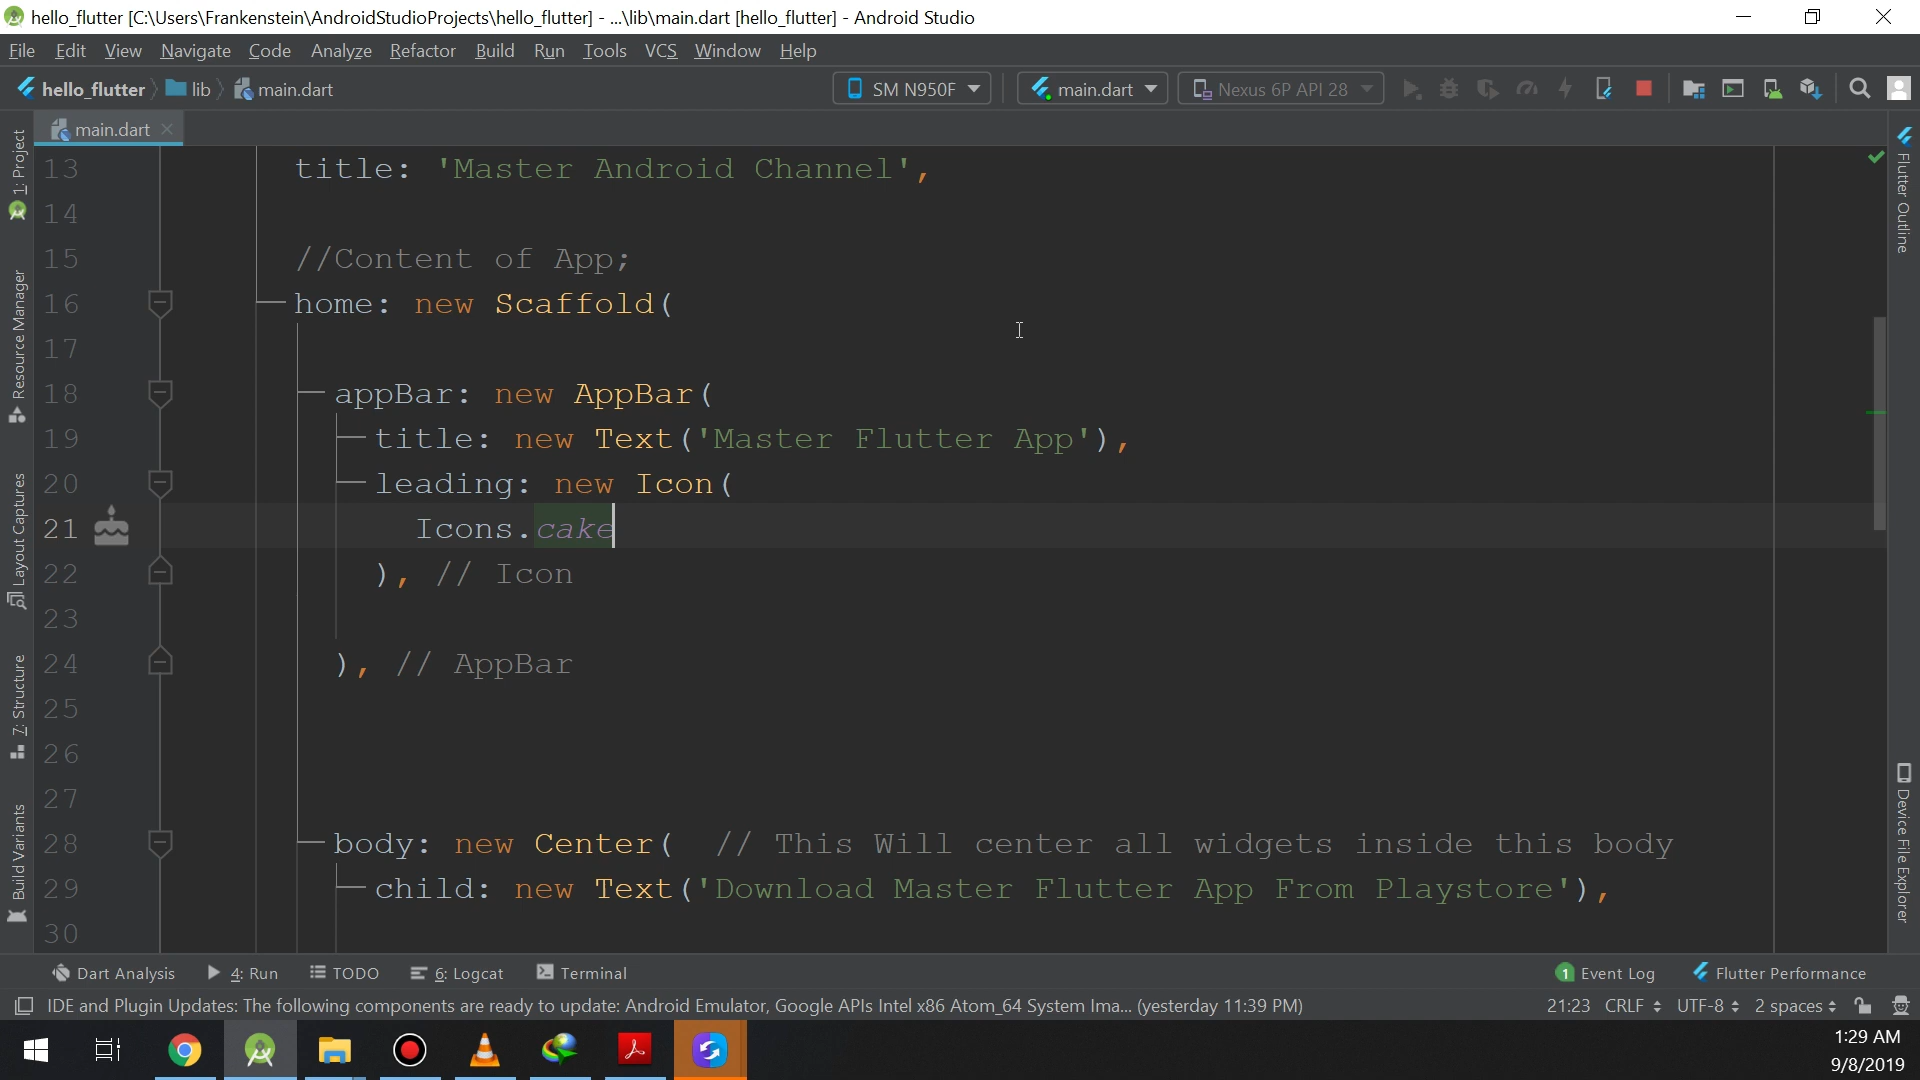 hello_flutter [C:\Users\Frankenstein\AndroidStudioProjects\hello_flutter] - ...\lib\main.dart [hello_flutter] - Android Studio
File Edit View Navigate Code Analyze Refactor Build Run Tools VCS Window Help
hello_flutter lib main.dart SM N950F main.dart Nexus 6P API 28
main.dart
1: Project
Resource Manager
Layout Captures
7: Structure
Build Variants
13 title: 'Master Android Channel',
14
15 //Content of App;
16 home: new Scaffold(
17
18 appBar: new AppBar(
19 title: new Text('Master Flutter App'),
20 leading: new Icon(
21 Icons.cake
22 ), // Icon
23
24 ), // AppBar
25
26
27
28 body: new Center( // This Will center all widgets inside this body
29 child: new Text('Download Master Flutter App From Playstore'),
30
Flutter Outline
Device File Explorer
Dart Analysis 4: Run TODO 6: Logcat Terminal 1 Event Log Flutter Performance
IDE and Plugin Updates: The following components are ready to update: Android Emulator, Google APIs Intel x86 Atom_64 System Ima... (yesterday 11:39 PM) 21:23 CRLF UTF-8 2 spaces
1:29 AM
9/8/2019